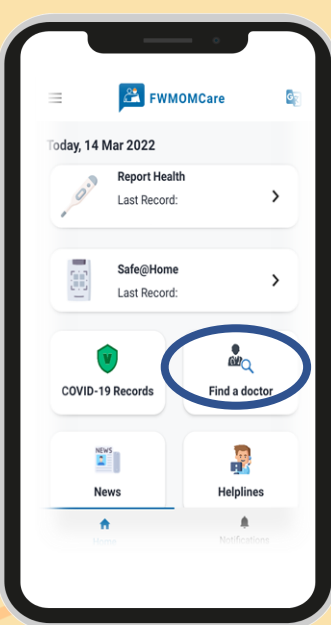 FWMOMCare
G
Today, 14 Mar 2022
Report Health
Last Record:
Safe@Home
Last Record:
V
COVID-19 Records
Find a doctor
NEWS
News
Helplines
Home
Notifications